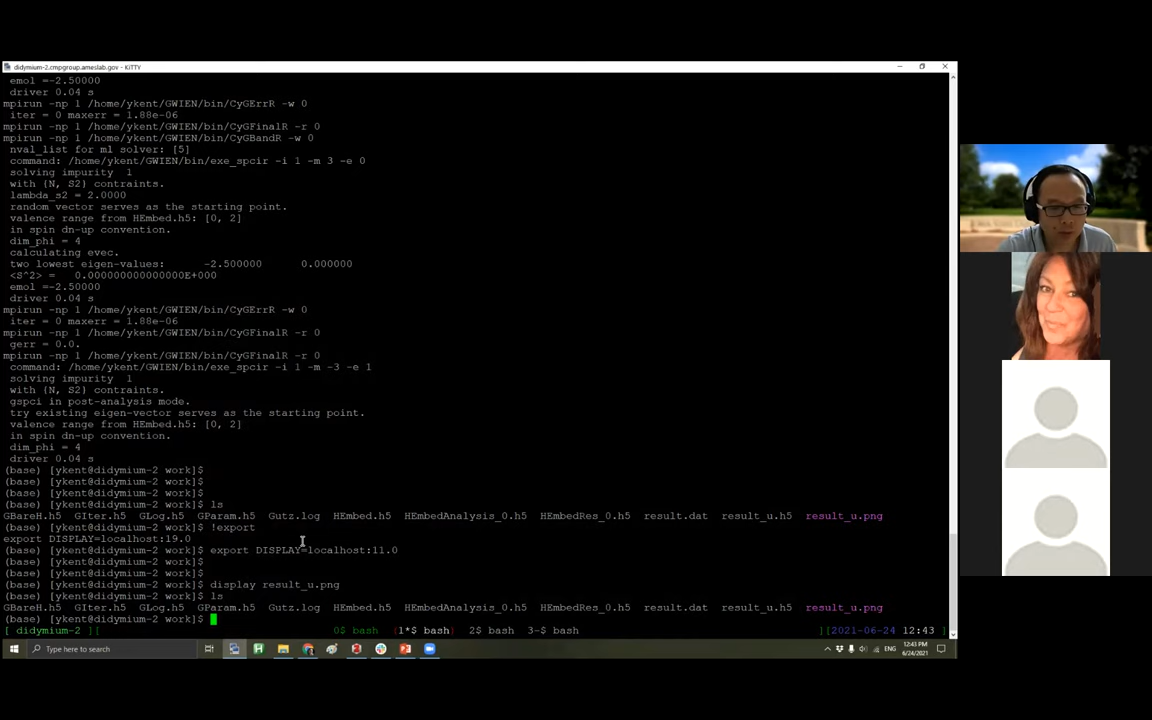 didymium-2.cmpgroup.ameslab.gov - KiTTY
emol =-2.50000
driver 0.04 s
mpirun -np 1 /home/ykent/GWIEN/bin/CyGErrR -w 0
iter = 0 maxerr = 1.88e-06
mpirun -np 1 /home/ykent/GWIEN/bin/CyGFinalR -r 0
mpirun -np 1 /home/ykent/GWIEN/bin/CyGBandR -w 0
nval_list for ml solver: [5]
command: /home/ykent/GWIEN/bin/exe_spcir -i 1 -m 3 -e 0
solving impurity  1
with {N, S2} contraints.
lambda_s2 = 2.0000
random vector serves as the starting point.
valence range from HEmbed.h5: [0, 2]
in spin dn-up convention.
dim_phi = 4
calculating evec.
two lowest eigen-values:      -2.500000      0.000000
<S^2> =    0.000000000000000E+000
emol =-2.50000
driver 0.04 s
mpirun -np 1 /home/ykent/GWIEN/bin/CyGErrR -w 0
iter = 0 maxerr = 1.88e-06
mpirun -np 1 /home/ykent/GWIEN/bin/CyGFinalR -r 0
gerr = 0.0.
mpirun -np 1 /home/ykent/GWIEN/bin/CyGFinalR -r 0
command: /home/ykent/GWIEN/bin/exe_spcir -i 1 -m -3 -e 1
solving impurity  1
with {N, S2} contraints.
gspci in post-analysis mode.
try existing eigen-vector serves as the starting point.
valence range from HEmbed.h5: [0, 2]
in spin dn-up convention.
dim_phi = 4
driver 0.04 s
(base) [ykent@didymium-2 work]$
(base) [ykent@didymium-2 work]$
(base) [ykent@didymium-2 work]$
(base) [ykent@didymium-2 work]$ ls
GBareH.h5  GIter.h5  GLog.h5  GParam.h5  Gutz.log  HEmbed.h5  HEmbedAnalysis_0.h5  HEmbedRes_0.h5  result.dat  result_u.h5  result_u.png
(base) [ykent@didymium-2 work]$ !export
export DISPLAY=localhost:19.0
(base) [ykent@didymium-2 work]$ export DISPLAY=localhost:11.0
(base) [ykent@didymium-2 work]$
(base) [ykent@didymium-2 work]$
(base) [ykent@didymium-2 work]$ display result_u.png
(base) [ykent@didymium-2 work]$ ls
GBareH.h5  GIter.h5  GLog.h5  GParam.h5  Gutz.log  HEmbed.h5  HEmbedAnalysis_0.h5  HEmbedRes_0.h5  result.dat  result_u.h5  result_u.png
(base) [ykent@didymium-2 work]$
[ didymium-2 ][ 0$ bash  [1*$ bash]  2$ bash  3-$ bash ][2021-06-24 12:43 ]
Type here to search
ENG
12:43 PM
6/24/2021